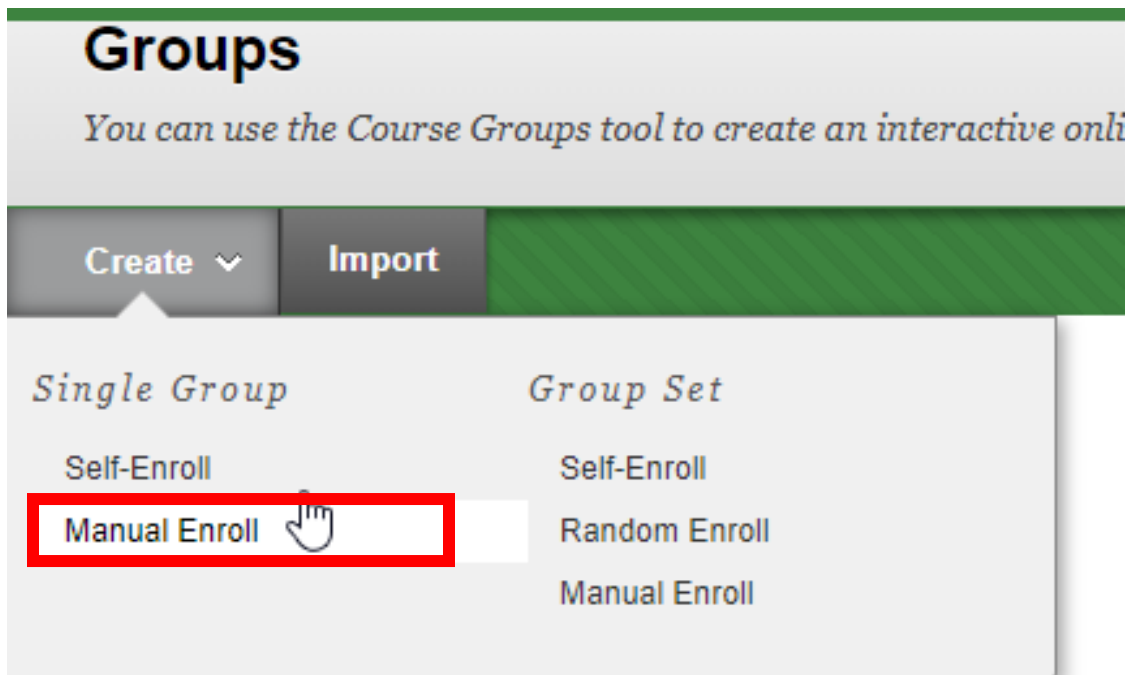 Groups
You can use the Course Groups tool to create an interactive onli
Create
Import
Single Group
Self-Enroll
Manual Enroll
Group Set
Self-Enroll
Random Enroll
Manual Enroll